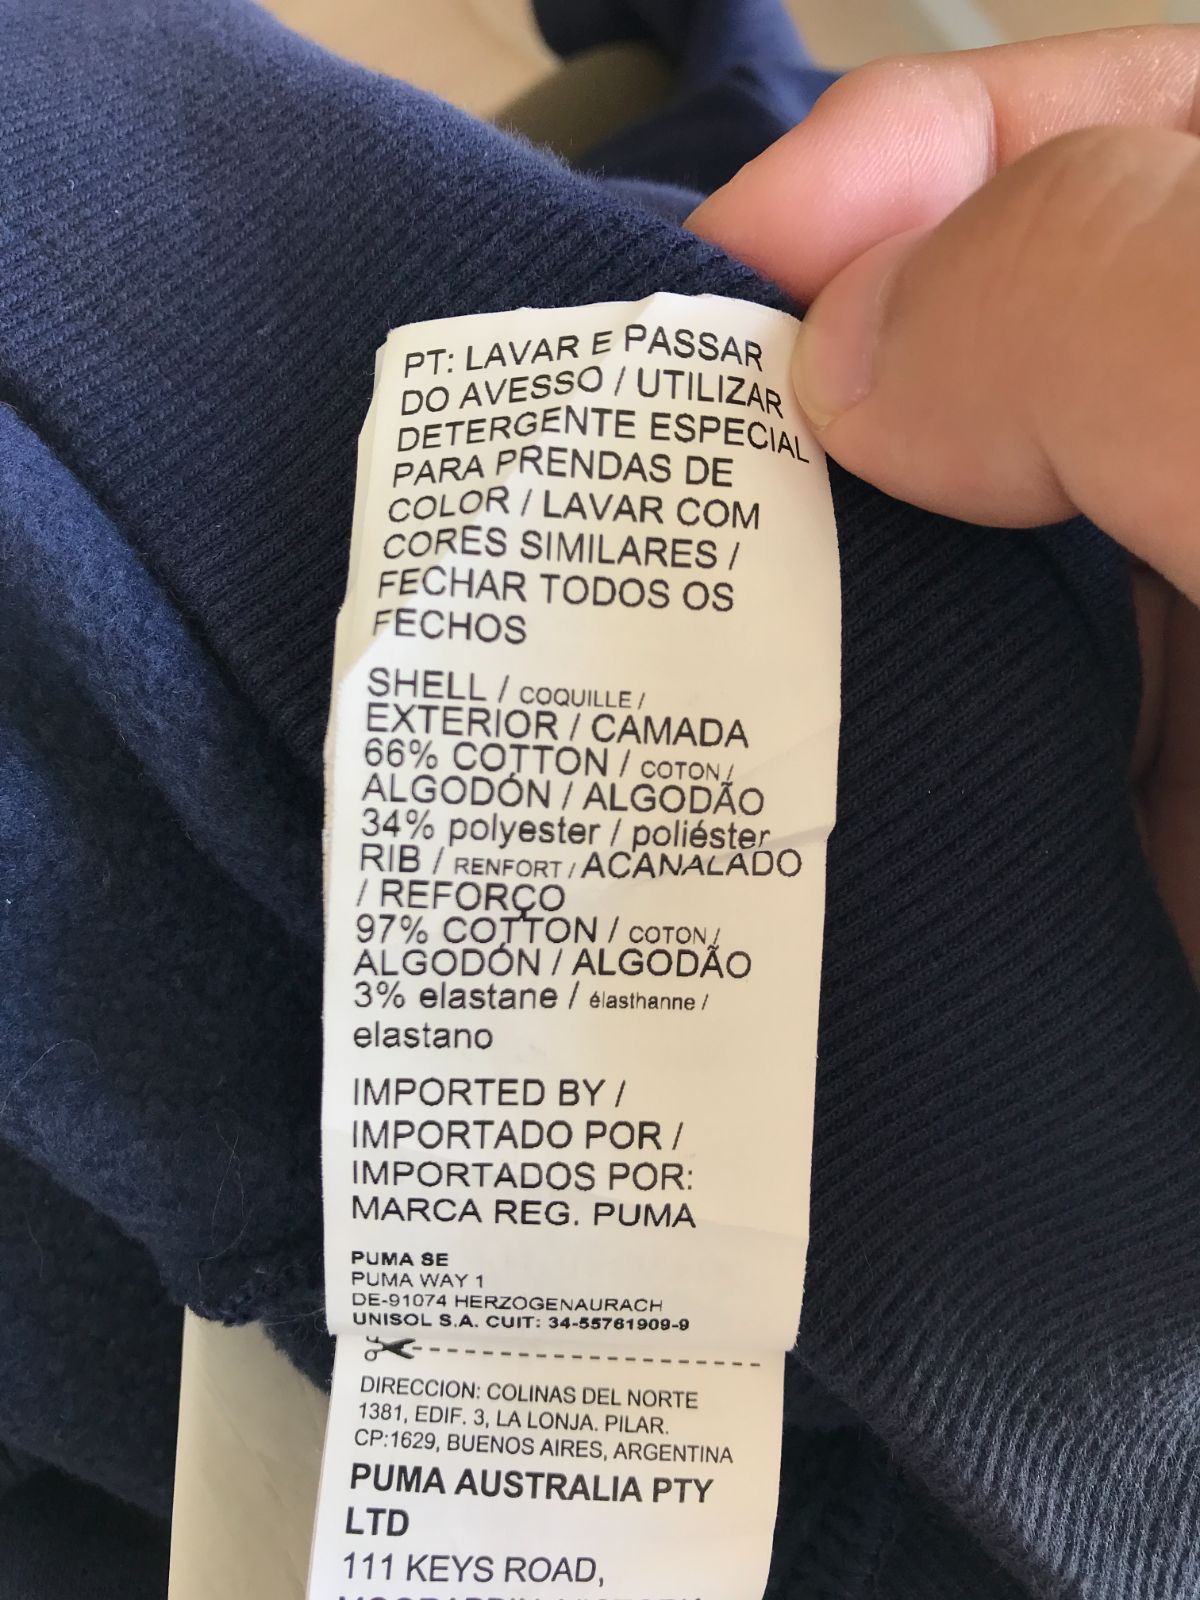 PT: LAVAR E PASSAR
DO AVESSO / UTILIZAR
DETERGENTE ESPECIAL
PARA PRENDAS DE
COLOR / LAVAR COM
CORES SIMILARES /
FECHAR TODOS OS
FECHOS
SHELL / COQUILLE /
EXTERIOR / CAMADA
66% COTTON / COTON /
ALGODÓN / ALGODÃO
34% polyester / poliéster
RIB / RENFORT / ACANALADO
/ REFORÇO
97% COTTON / COTON /
ALGODÓN / ALGODÃO
3% elastane / élasthanne /
elastano
IMPORTED BY /
IMPORTADO POR /
IMPORTADOS POR:
MARCA REG. PUMA
PUMA SE
PUMA WAY 1
DE-91074 HERZOGENAURACH
UNISOL S.A. CUIT: 34-55761909-9
DIRECCION: COLINAS DEL NORTE
1381, EDIF. 3, LA LONJA. PILAR.
CP:1629, BUENOS AIRES, ARGENTINA
PUMA AUSTRALIA PTY
LTD
111 KEYS ROAD,